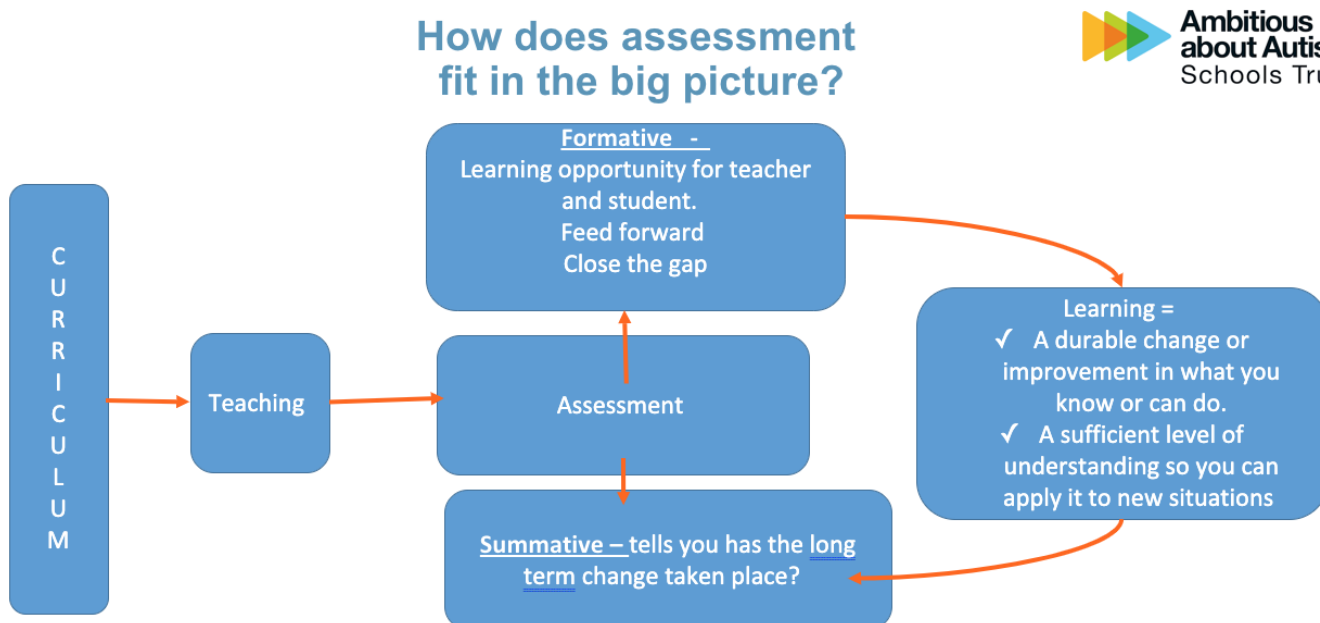 How does assessment
fit in the big picture?
Ambitious
about Autis
Schools Tru
Formative -
Learning opportunity for teacher
and student.
Feed forward
Close the gap
C
U
R
R
I
C
U
L
U
M
Teaching
Assessment
Learning =
✓ A durable change or
improvement in what you
know or can do.
✓ A sufficient level of
understanding so you can
apply it to new situations
Summative – tells you has the long
term change taken place?